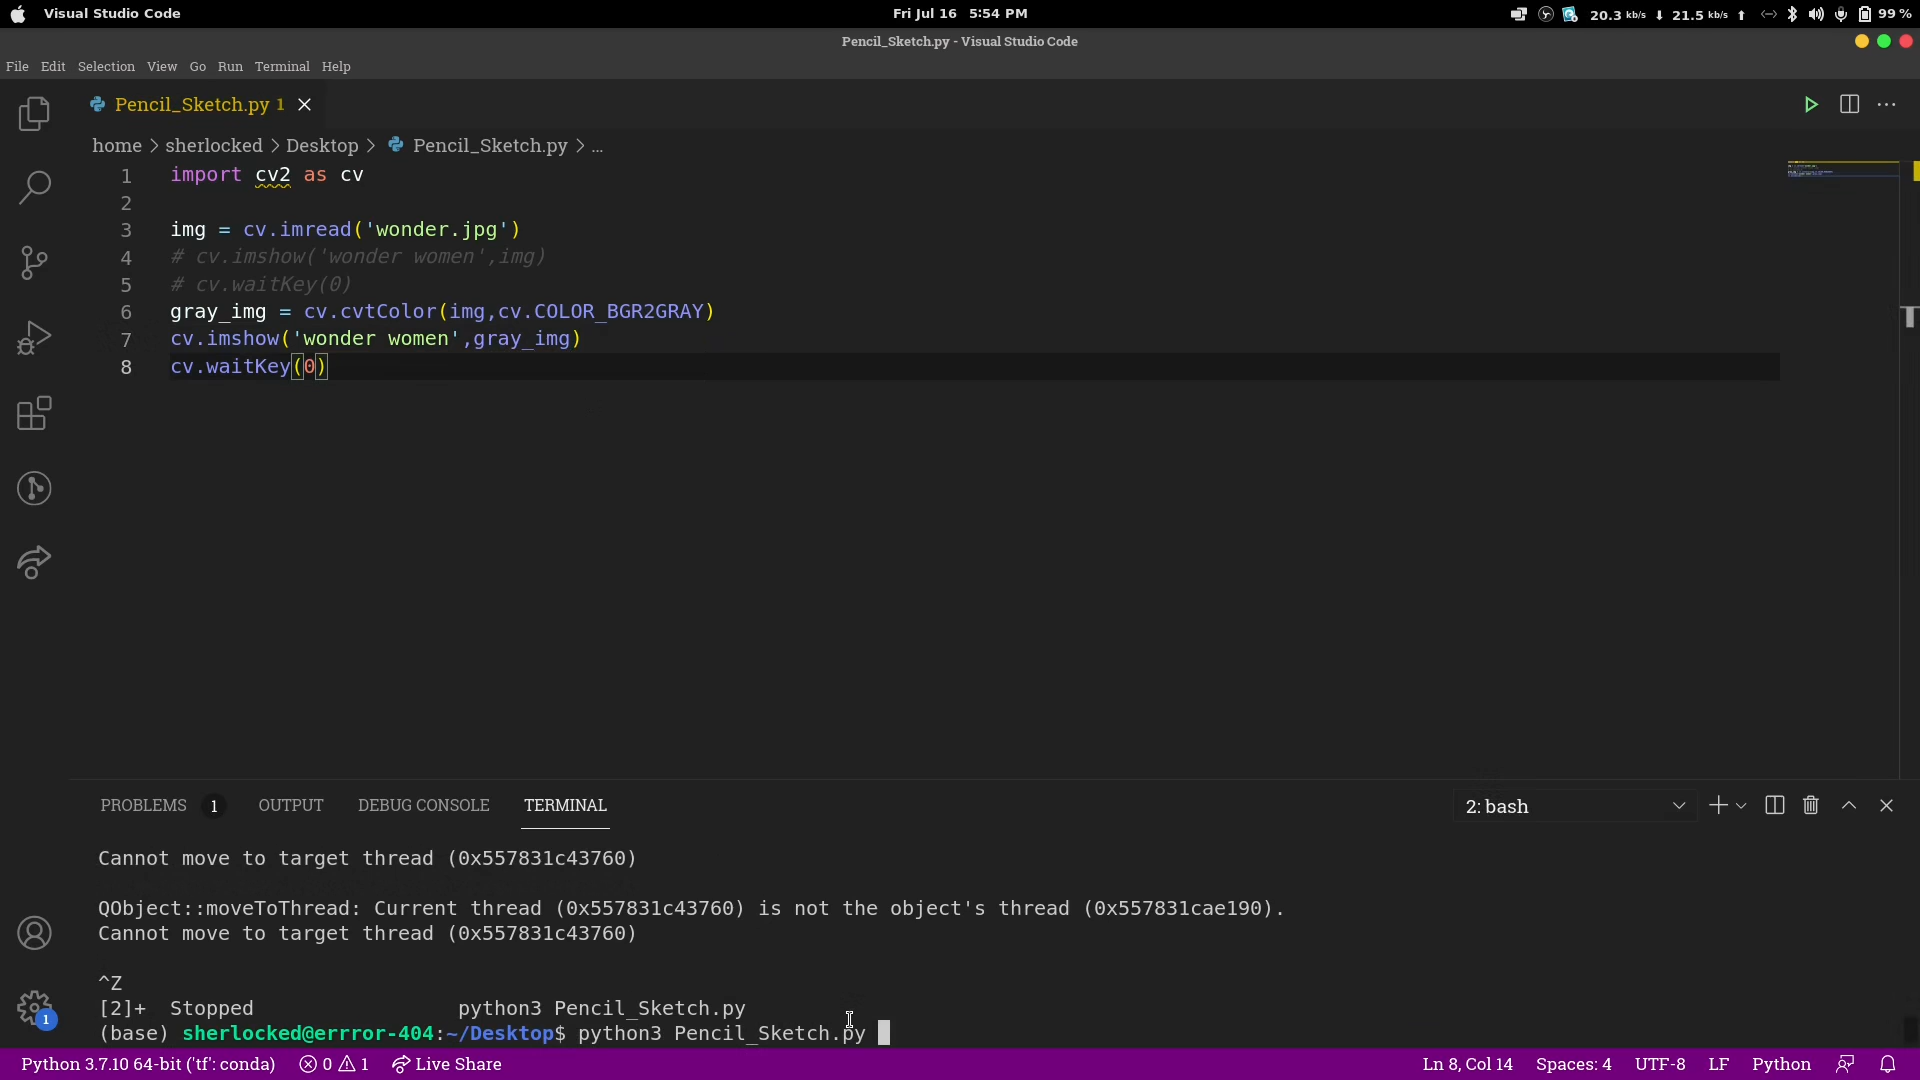 Visual Studio Code
Fri Jul 16 5:54 PM
20.3 kb/s ↓ 21.5 kb/s ↑ 99 %
Pencil_Sketch.py - Visual Studio Code
File Edit Selection View Go Run Terminal Help
Pencil_Sketch.py 1
home > sherlocked > Desktop > Pencil_Sketch.py > ...
1 import cv2 as cv
2
3 img = cv.imread('wonder.jpg')
4 # cv.imshow('wonder women',img)
5 # cv.waitKey(0)
6 gray_img = cv.cvtColor(img,cv.COLOR_BGR2GRAY)
7 cv.imshow('wonder women',gray_img)
8 cv.waitKey(0)
PROBLEMS 1 OUTPUT DEBUG CONSOLE TERMINAL 2: bash
Cannot move to target thread (0x557831c43760)
QObject::moveToThread: Current thread (0x557831c43760) is not the object's thread (0x557831cae190).
Cannot move to target thread (0x557831c43760)
^Z
[2]+ Stopped python3 Pencil_Sketch.py
(base) sherlocked@errror-404:~/Desktop$ python3 Pencil_Sketch.py
1
Python 3.7.10 64-bit ('tf': conda) 0 1 Live Share Ln 8, Col 14 Spaces: 4 UTF-8 LF Python